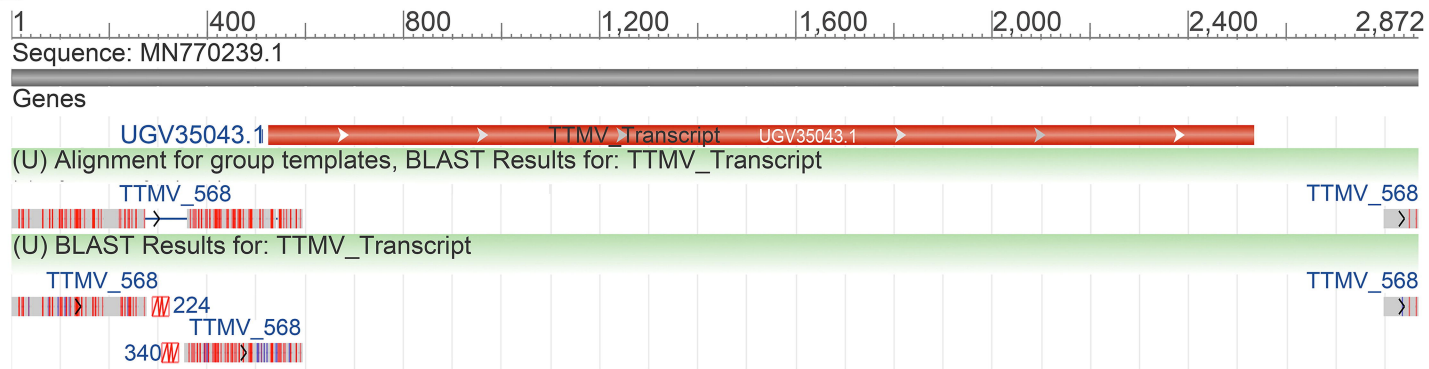 1 400 800 1,200 1,600 2,000 2,400 2,872
Sequence: MN770239.1
Genes
UGV35043.1 TTMV_Transcript UGV35043.1
(U) Alignment for group templates, BLAST Results for: TTMV_Transcript
TTMV_568 TTMV_568
(U) BLAST Results for: TTMV_Transcript
TTMV_568 TTMV_568
224
TTMV_568
340